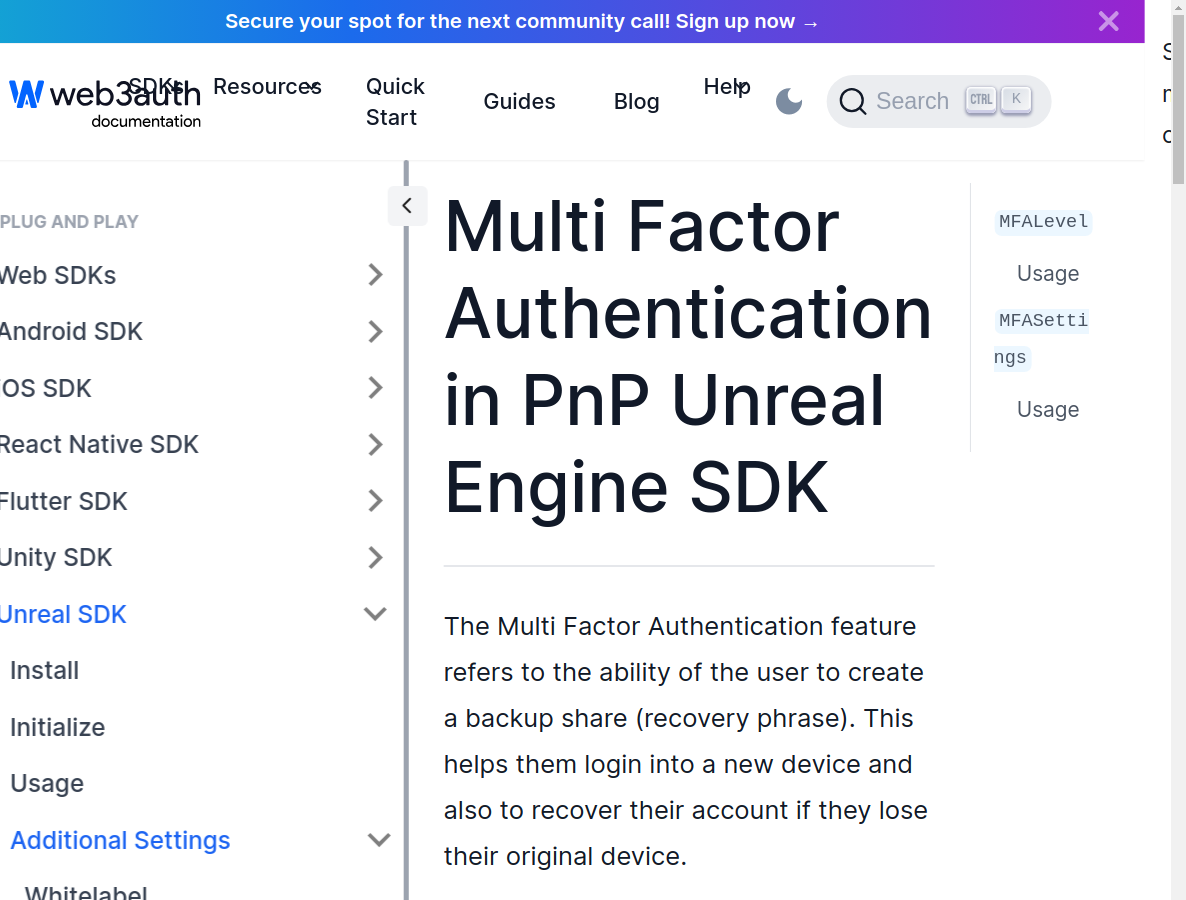 Secure your spot for the next community call! Sign up now →
web3auth
documentation
SDKs
Resources
Quick
Start
Guides
Blog
Help
Search
CTRL
K
PLUG AND PLAY
Web SDKs
Android SDK
iOS SDK
React Native SDK
Flutter SDK
Unity SDK
Unreal SDK
Install
Initialize
Usage
Additional Settings
Whitelabel
Multi Factor
Authentication
in PnP Unreal
Engine SDK
The Multi Factor Authentication feature
refers to the ability of the user to create
a backup share (recovery phrase). This
helps them login into a new device and
also to recover their account if they lose
their original device.
MFALevel
Usage
MFASetti
ngs
Usage